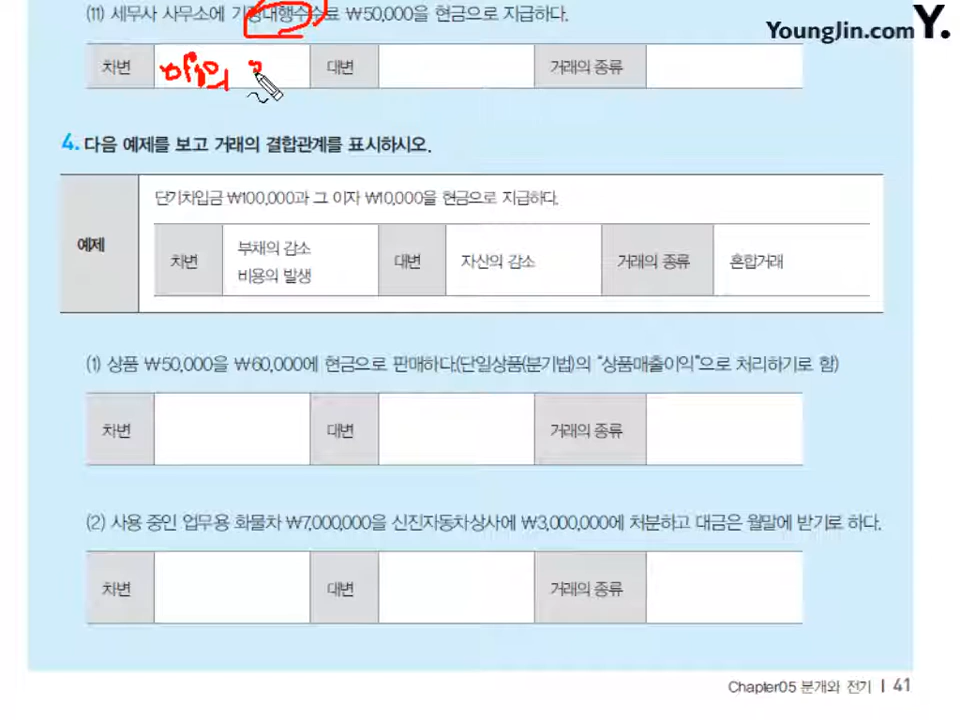 (11) 세무사 사무소에 기장대행수수료 ₩50,000을 현금으로 지급하다.
YoungJin.com Y.
차변 대변 거래의 종류
4. 다음 예제를 보고 거래의 결합관계를 표시하시오.
예제
단기차입금 ₩100,000과 그 이자 ₩10,000을 현금으로 지급하다.
차변 부채의 감소 비용의 발생 대변 자산의 감소 거래의 종류 혼합거래
(1) 상품 ₩50,000을 ₩60,000에 현금으로 판매하다.(단일상품(분기법)의 "상품매출이익"으로 처리하기로 함)
차변 대변 거래의 종류
(2) 사용 중인 업무용 화물차 ₩7,000,000을 신진자동차상사에 ₩3,000,000에 처분하고 대금은 월말에 받기로 하다.
차변 대변 거래의 종류
Chapter05 분개와 전기 | 41